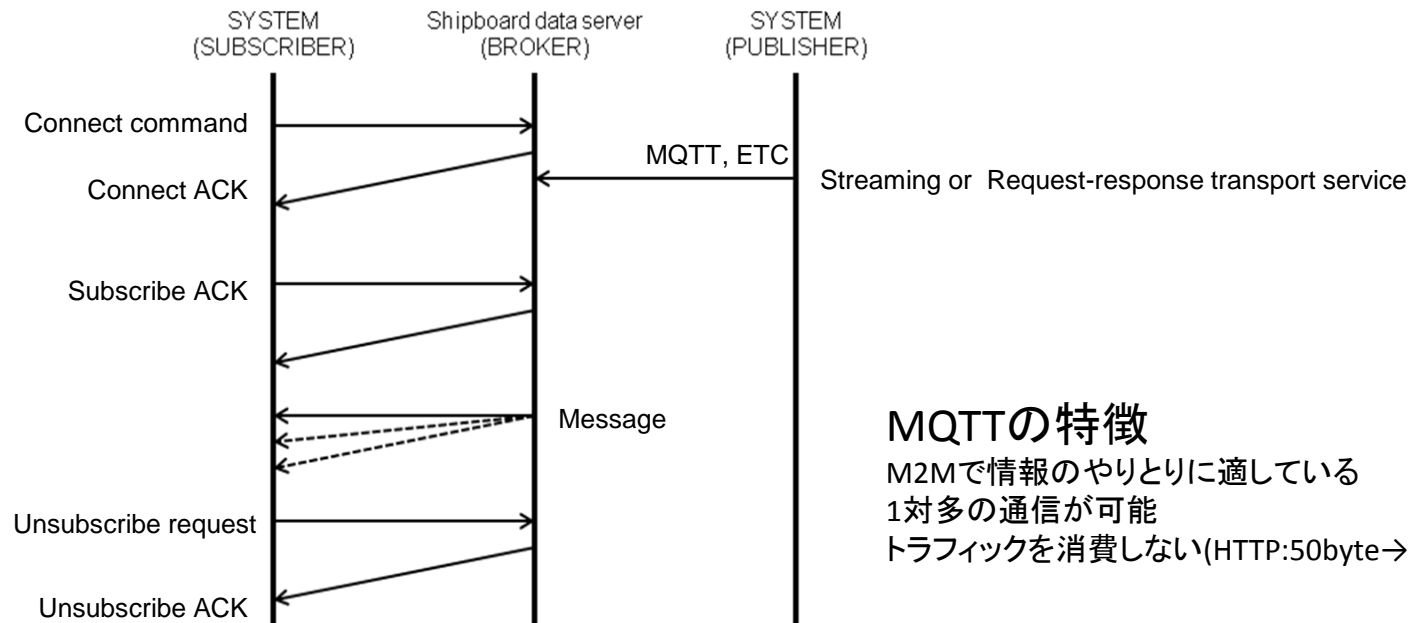 SYSTEM
(SUBSCRIBER)
Shipboard data server
(BROKER)
SYSTEM
(PUBLISHER)
Connect command
MQTT, ETC
Connect ACK
Streaming or Request-response transport service
Subscribe ACK
Message
MQTTの特徴
M2Mで情報のやりとりに適している
1対多の通信が可能
Unsubscribe request
トラフィックを消費しない(HTTP:50byte→
Unsubscribe ACK